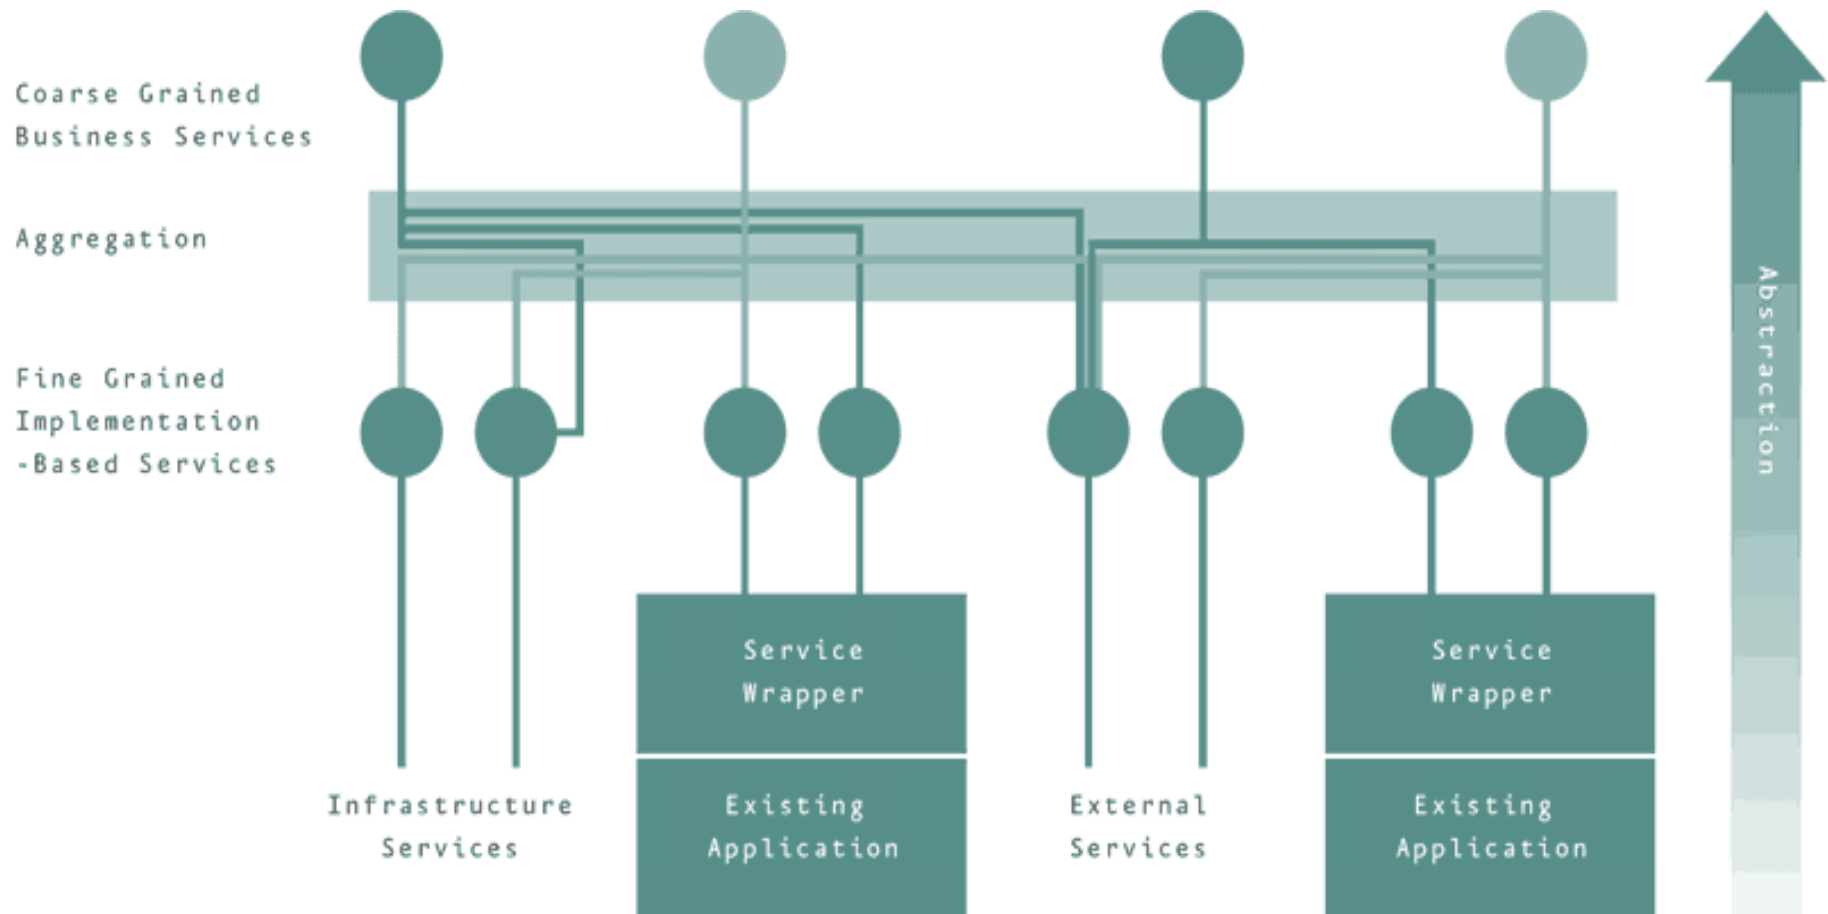 Coarse Grained
Business Services
Aggregation
Fine Grained
Implementation
-Based Services
Abstraction
Service
Wrapper
Service
Wrapper
Infrastructure
Services
Existing
Application
External
Services
Existing
Application